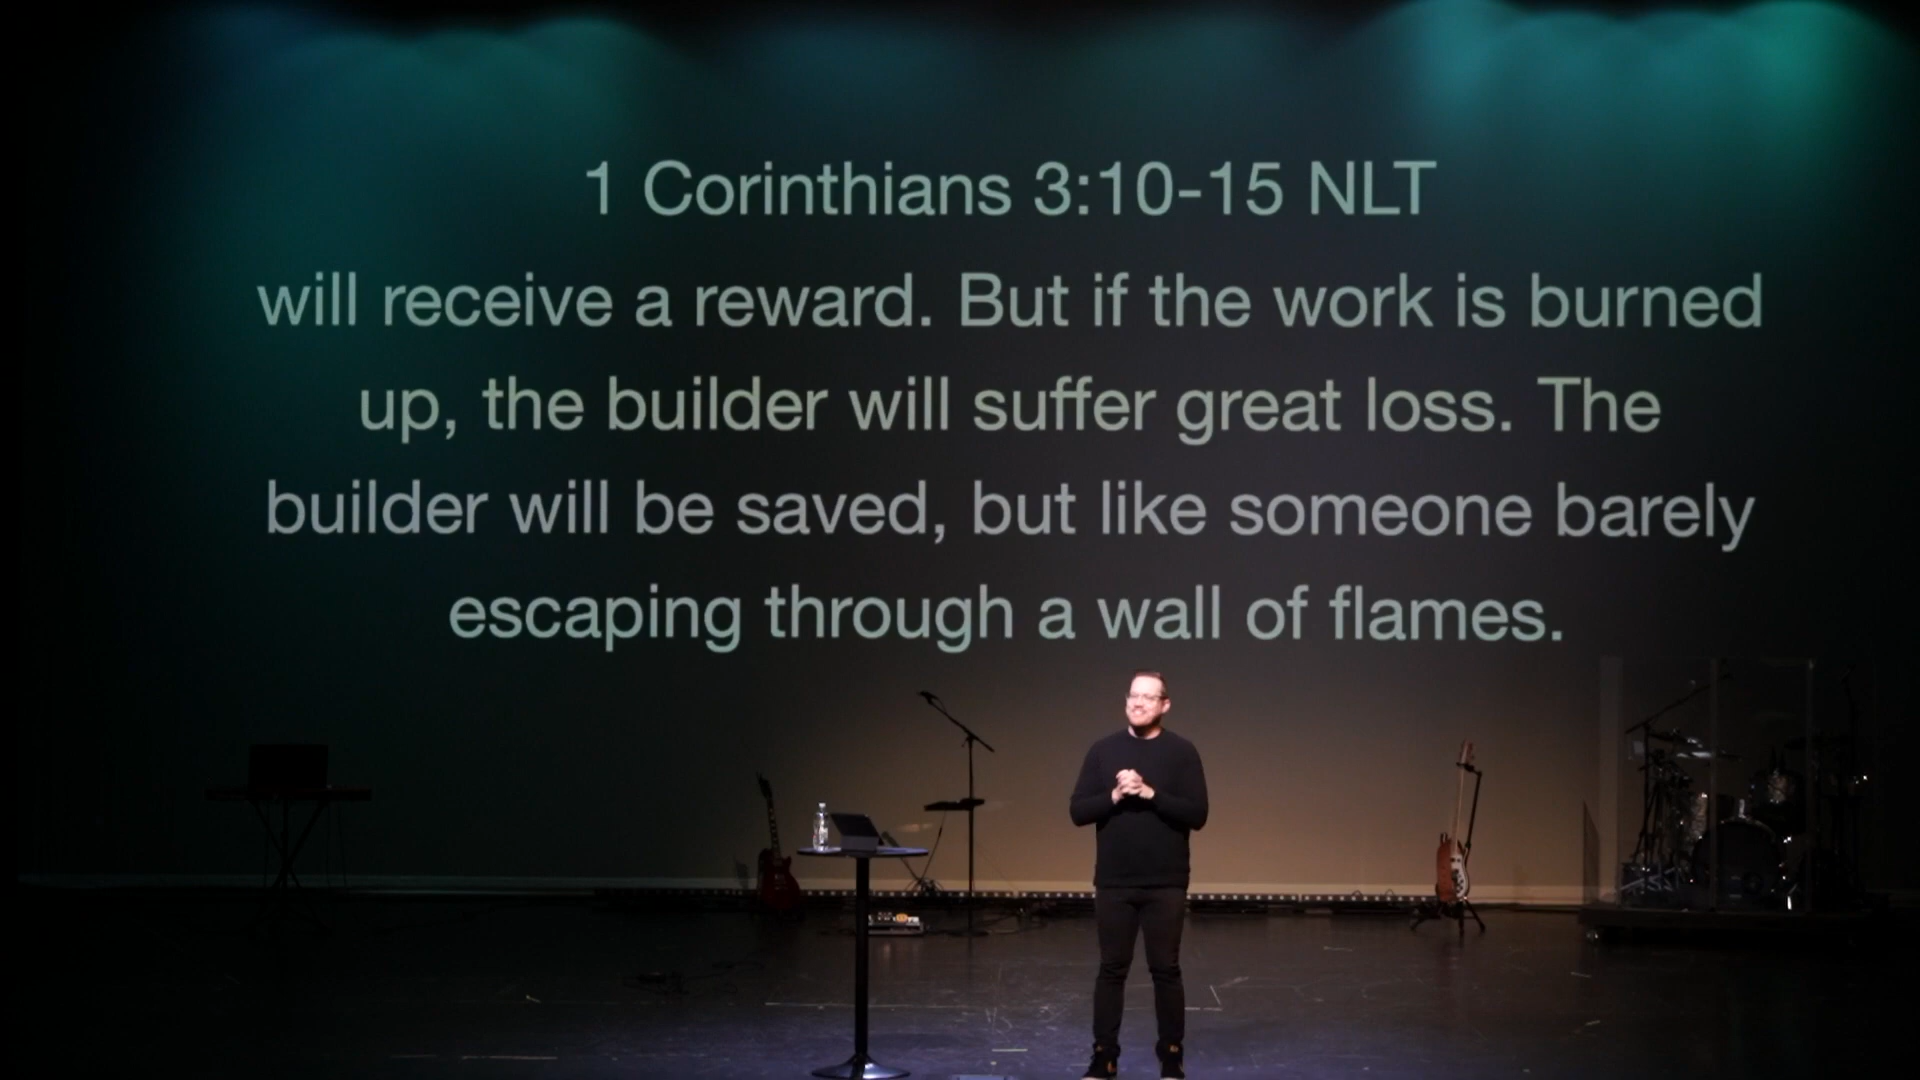 1 Corinthians 3:10-15 NLT
will receive a reward. But if the work is burned
up, the builder will suffer great loss. The
builder will be saved, but like someone barely
escaping through a wall of flames.